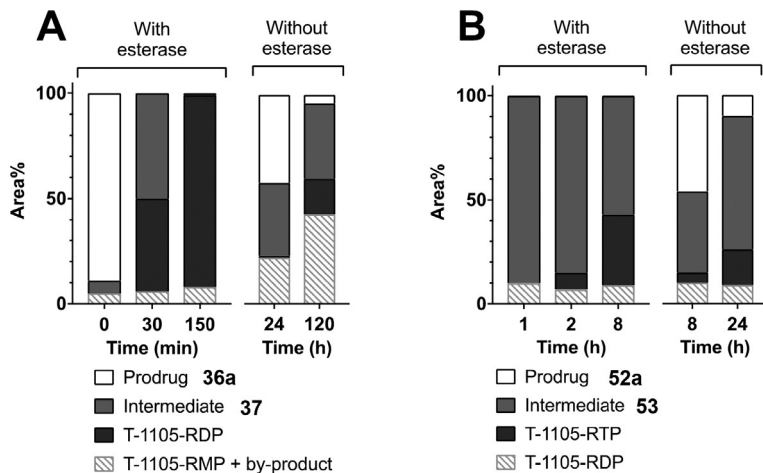 A
With
esterase
Without
esterase
100
50
0
Area%
0 30 150
24 120
Time (min)
Time (h)
Prodrug 36a
Intermediate 37
T-1105-RDP
T-1105-RMP + by-product
B
With
esterase
Without
esterase
100
50
0
Area%
1 2 8
8 24
Time (h)
Time (h)
Prodrug 52a
Intermediate 53
T-1105-RTP
T-1105-RDP